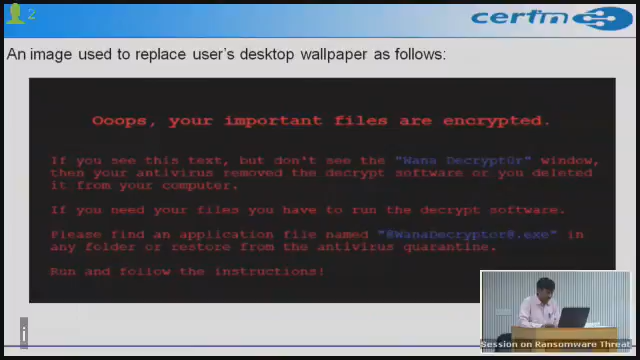 2
certin
An image used to replace user's desktop wallpaper as follows:
Ooops, your important files are encrypted.
If you see this text, but don't see the "Wana Decrypt0r" window,
then your antivirus removed the decrypt software or you deleted
it from your computer.
If you need your files you have to run the decrypt software.
Please find an application file named "@WanaDecryptor@.exe" in
any folder or restore from the antivirus quarantine.
Run and follow the instructions!
i
Session on Ransomware Threat